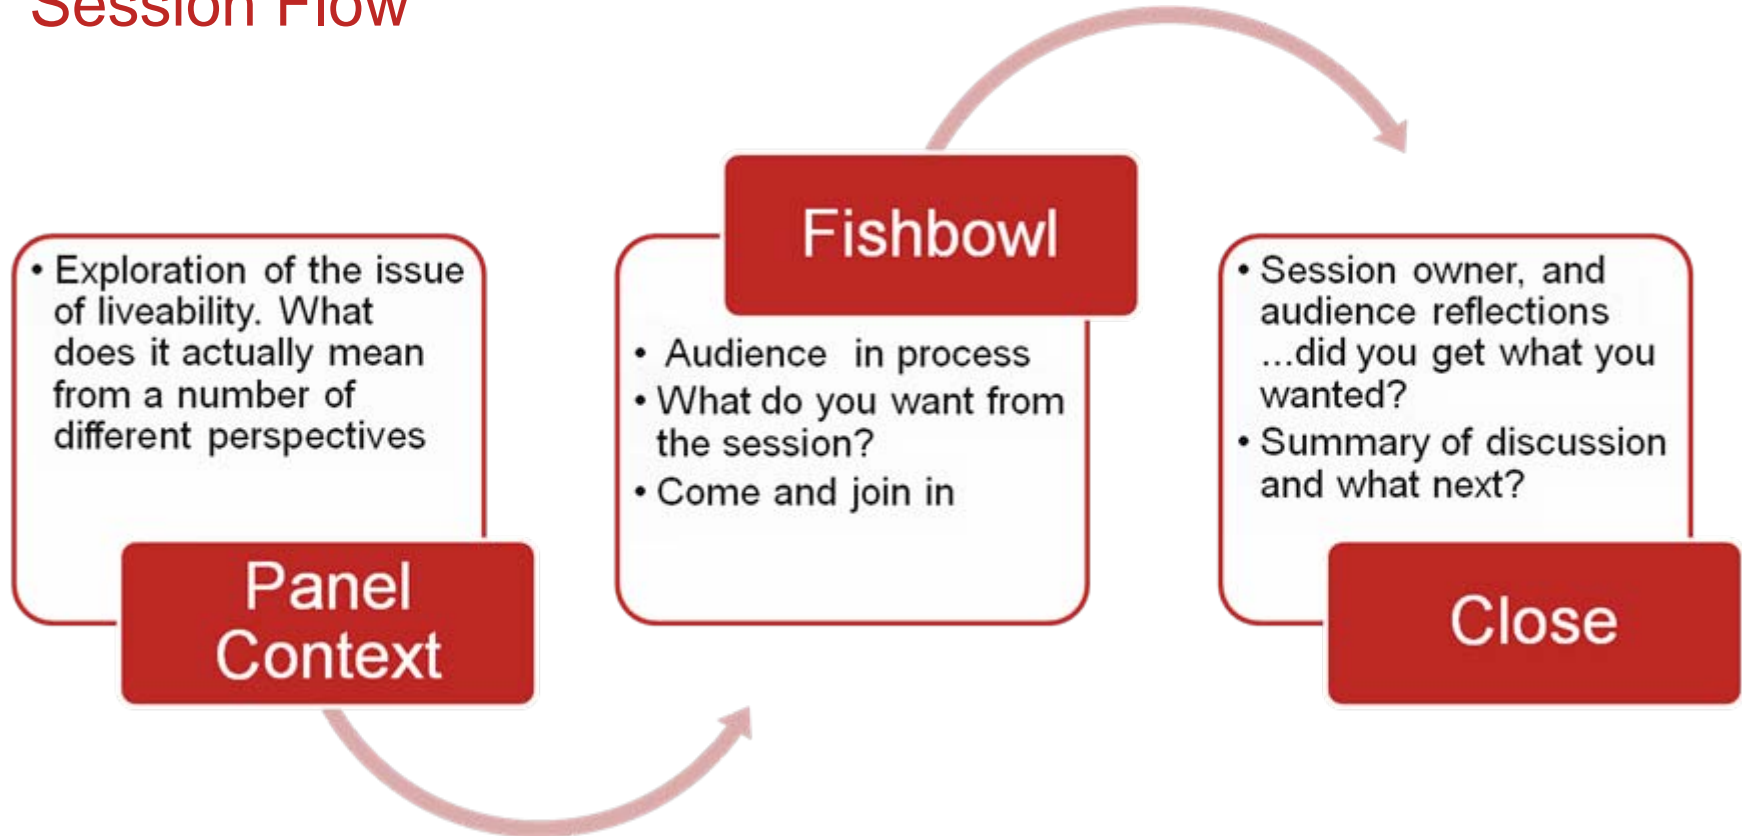 Session Flow
• Exploration of the issue
of liveability. What
does it actually mean
from a number of
different perspectives
Panel
Context
Fishbowl
• Audience in process
• What do you want from
the session?
• Come and join in
• Session owner, and
audience reflections
...did you get what you
wanted?
• Summary of discussion
and what next?
Close